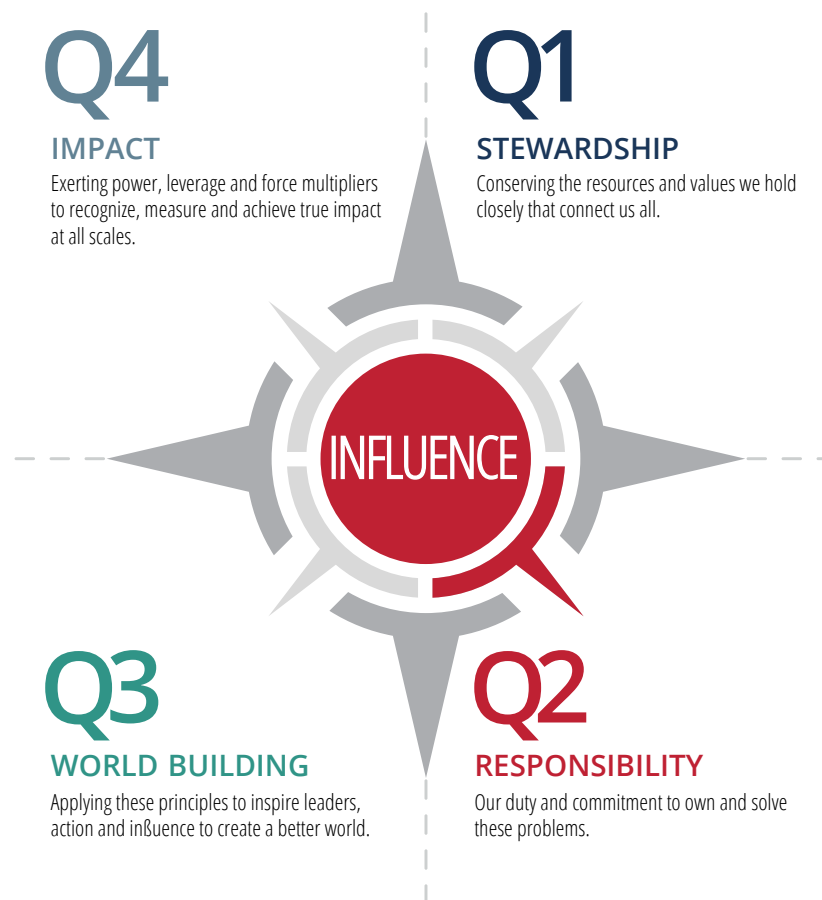 Q4
IMPACT
Exerting power, leverage and force multipliers
to recognize, measure and achieve true impact
at all scales.
Q1
STEWARDSHIP
Conserving the resources and values we hold
closely that connect us all.
INFLUENCE
Q3
WORLD BUILDING
Applying these principles to inspire leaders,
action and inßuence to create a better world.
Q2
RESPONSIBILITY
Our duty and commitment to own and solve
these problems.